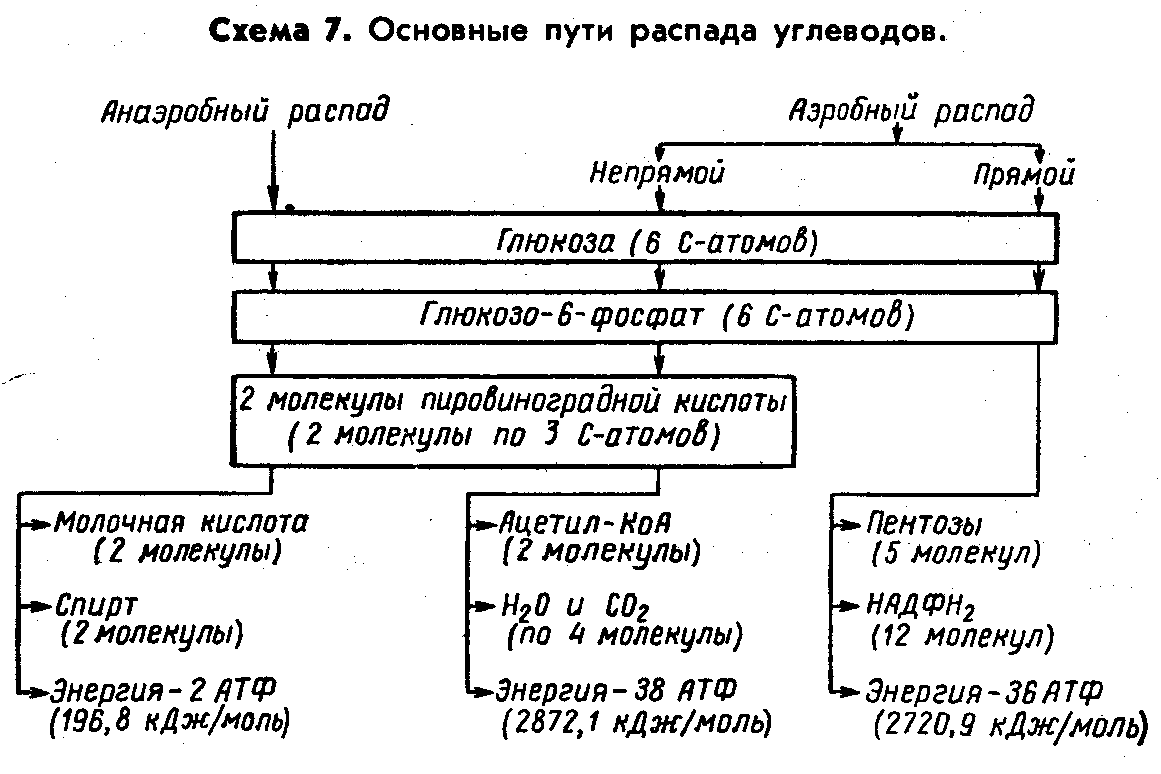 Схема 7. Основные пути распада углеводов.
Анаэробный распад
Аэробный распад
Непрямой
Прямой
Глюкоза (6 С-атомов)
Глюкозо-6-фосфат (6 С-атомов)
2 молекулы пировиноградной кислоты
(2 молекулы по 3 С-атомов)
Молочная кислота
(2 молекулы)
Спирт
(2 молекулы)
Энергия-2 АТФ
(196,8 кДж/моль)
Ацетил-КоА
(2 молекулы)
H₂O и CO₂
(по 4 молекулы)
Энергия-38 АТФ
(2872,1 кДж/моль)
Пентозы
(5 молекул)
НАДФН₂
(12 молекул)
Энергия-36 АТФ
(2720,9 кДж/моль)